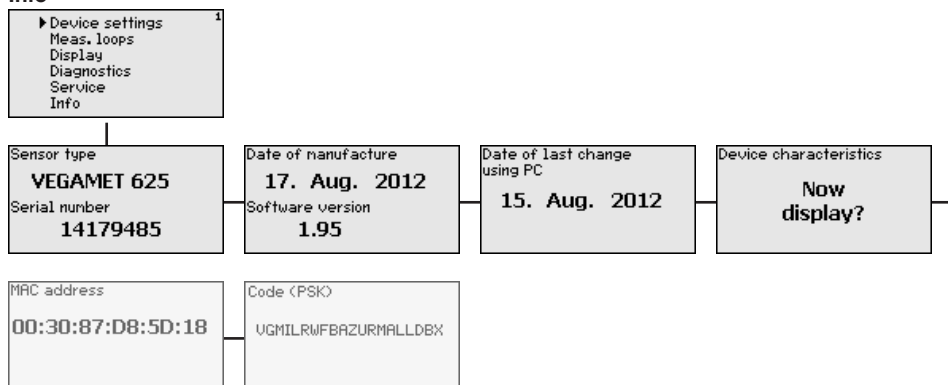 Info
Device settings 1
Meas. loops
Display
Diagnostics
Service
Info
Sensor type
VEGAMET 625
Serial number
14179485
Date of manufacture
17. Aug. 2012
Software version
1.95
Date of last change
using PC
15. Aug. 2012
Device characteristics
Now
display?
MAC address
00:30:87:D8:5D:18
Code (PSK)
VGMILRWFBAZURMALLDBX